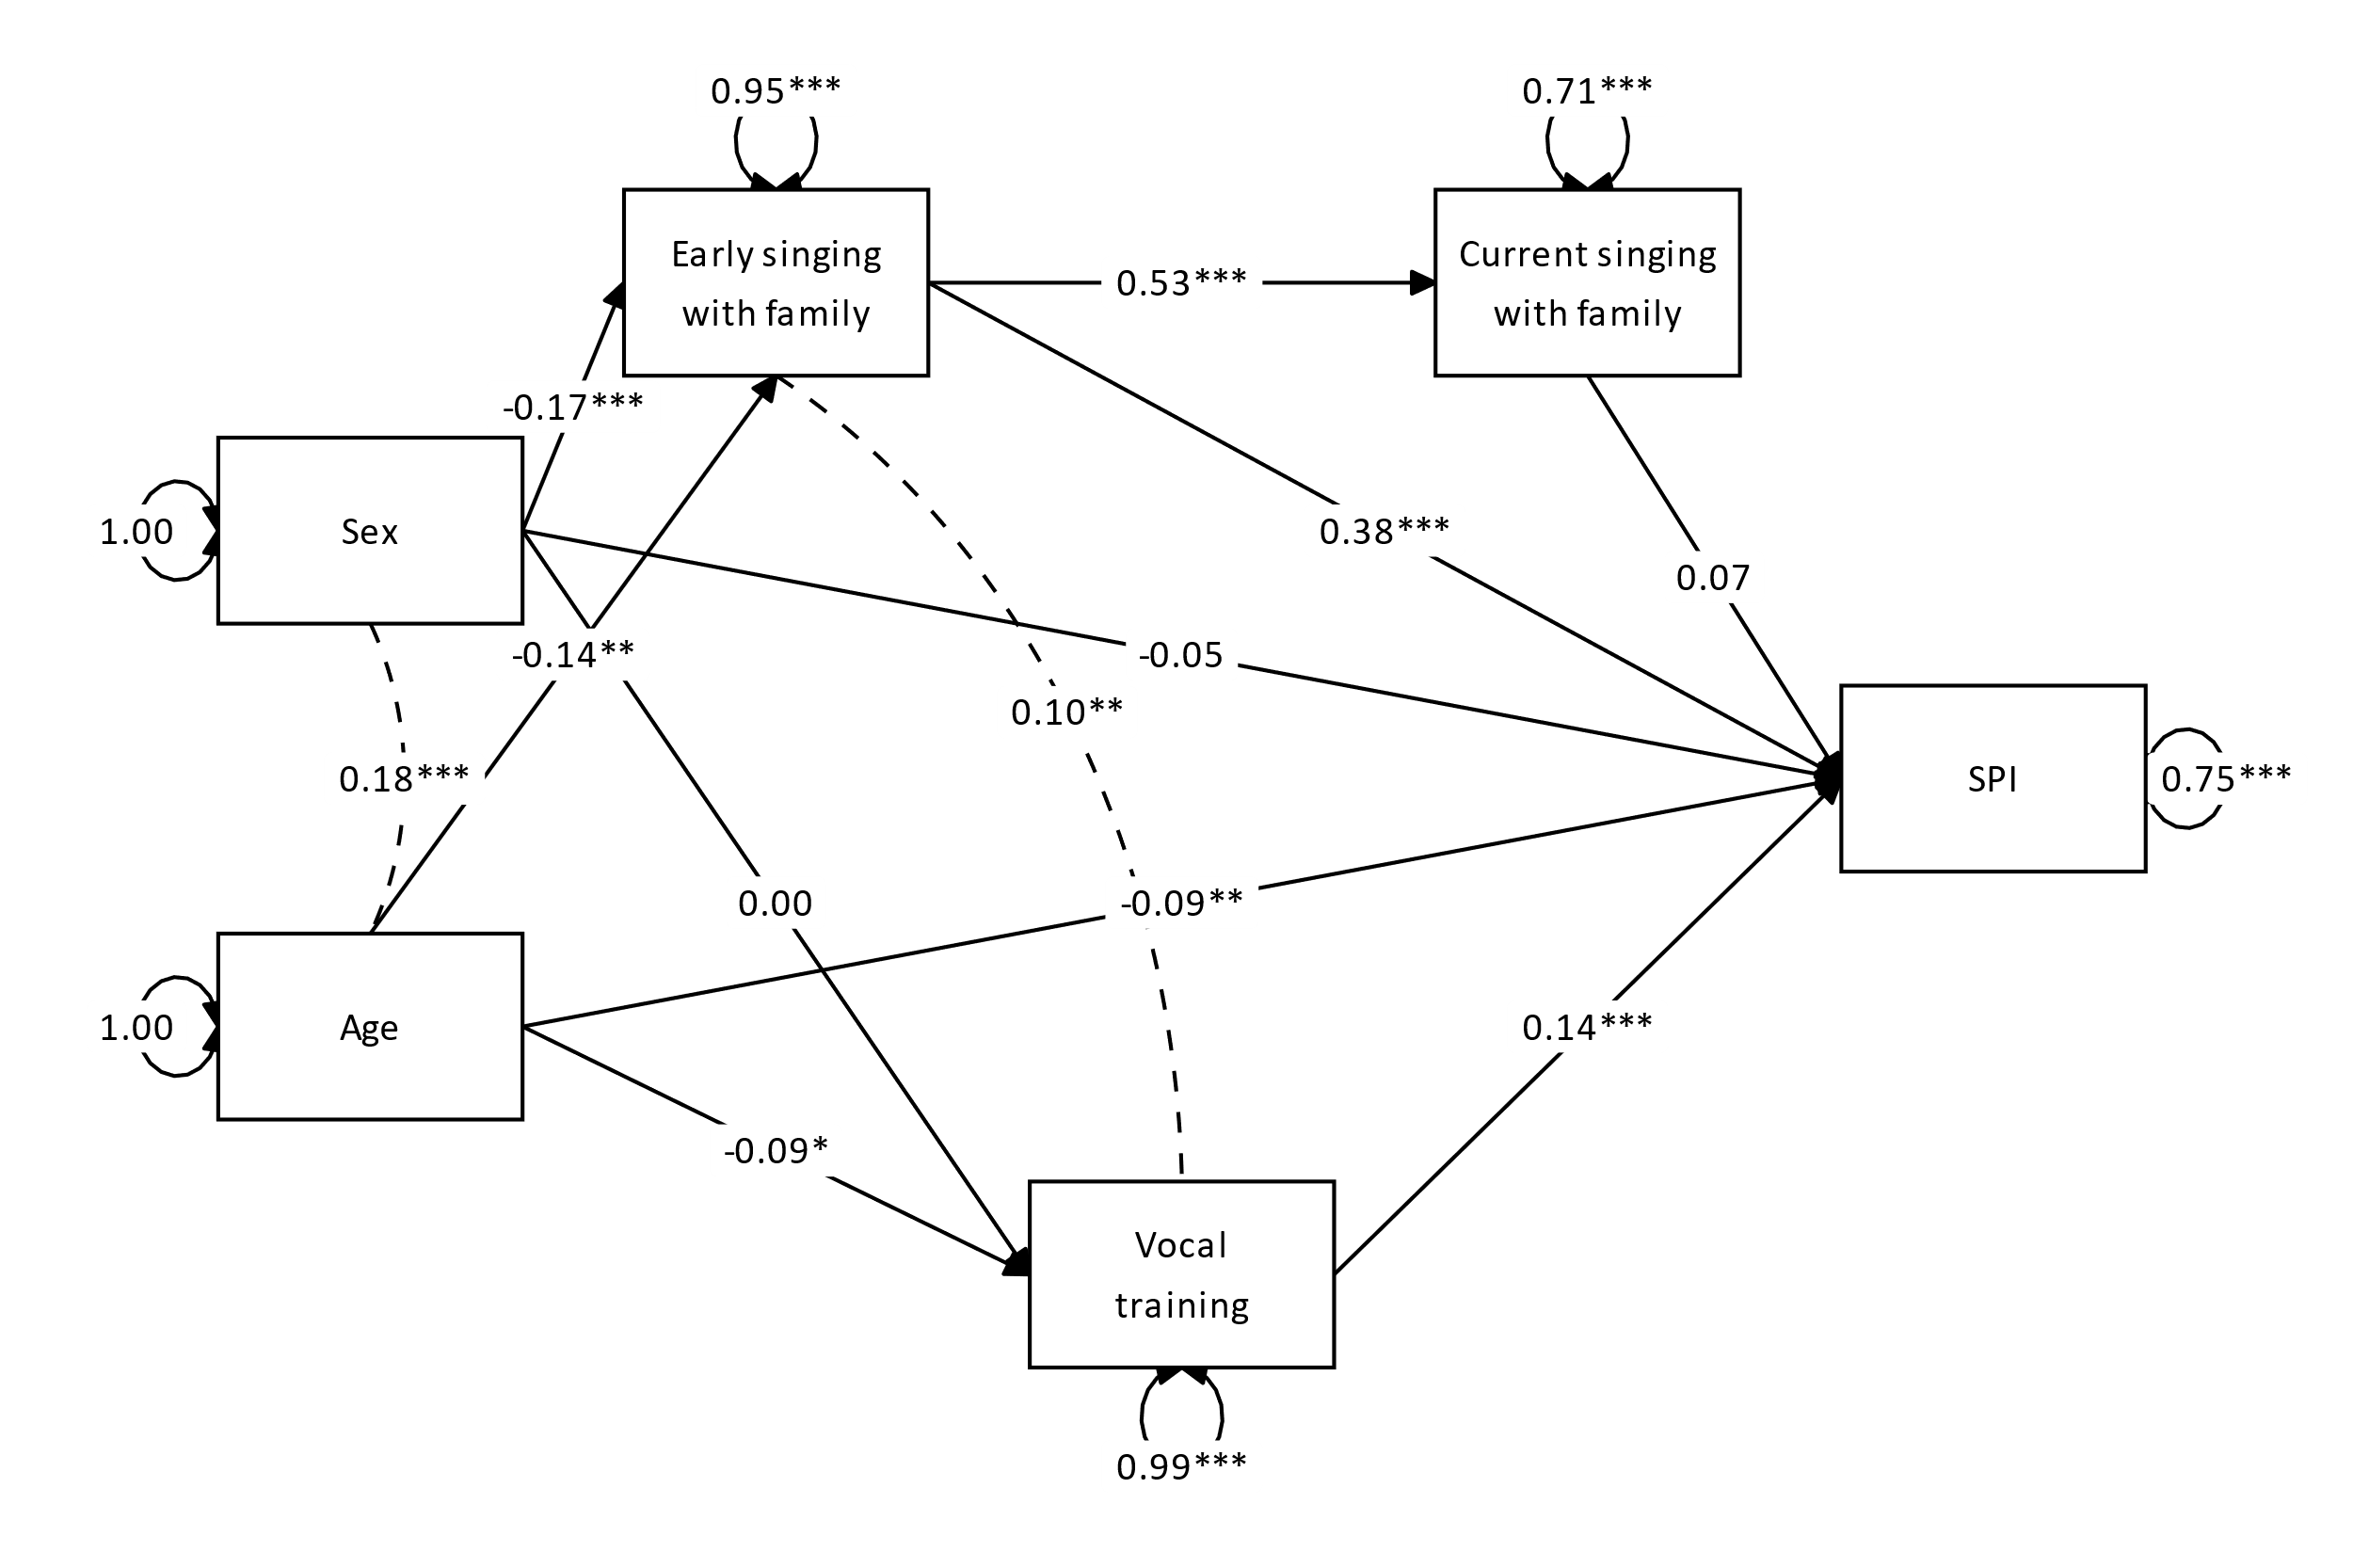 0.95***
0.71***
Early singing
with family
0.53***
Current singing
with family
-0.17***
1.00
Sex
0.38***
0.07
-0.14**
-0.05
0.10**
0.18***
SPI
0.75***
0.00
-0.09**
1.00
Age
0.14***
-0.09*
Vocal
training
0.99***